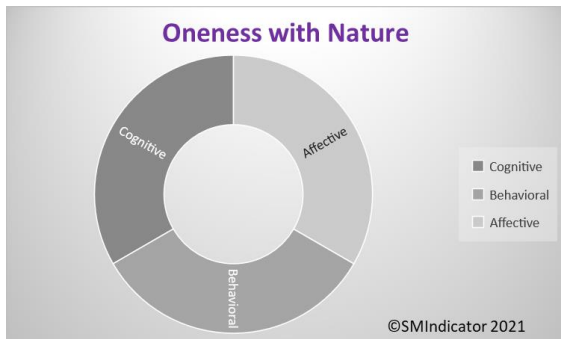 Oneness with Nature
Cognitive
Affective
Behavioral
Cognitive
Behavioral
Affective
©SMIndicator 2021